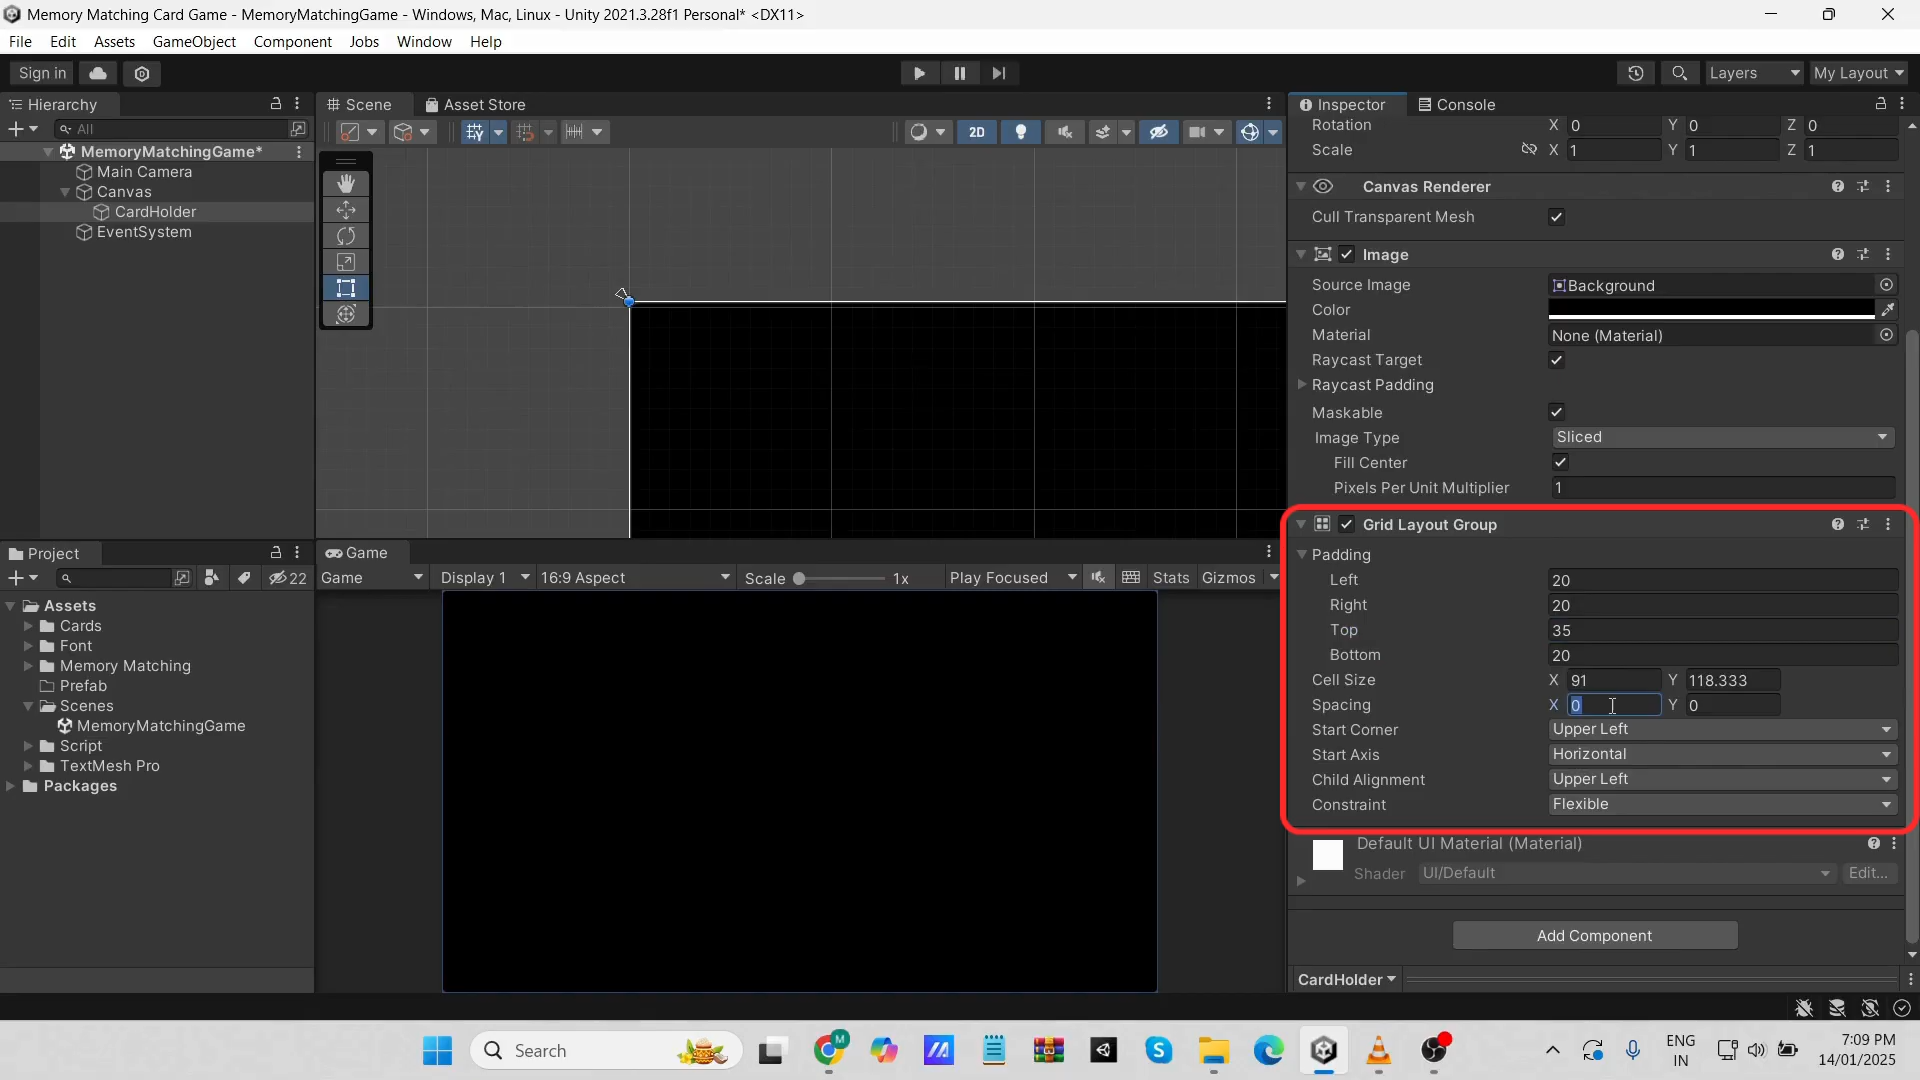 Memory Matching Card Game - MemoryMatchingGame - Windows, Mac, Linux - Unity 2021.3.28f1 Personal* <DX11>
File Edit Assets GameObject Component Jobs Window Help
Sign in Layers My Layout
Hierarchy
All
MemoryMatchingGame*
Main Camera
Canvas
CardHolder
EventSystem
Scene Asset Store
2D
Project
22
Assets
Cards
Font
Memory Matching
Prefab
Scenes
MemoryMatchingGame
Script
TextMesh Pro
Packages
Game
Game Display 1 16:9 Aspect Scale 1x Play Focused Stats Gizmos
Inspector Console
Rotation X 0 Y 0 Z 0
Scale X 1 Y 1 Z 1
Canvas Renderer
Cull Transparent Mesh
Image
Source Image Background
Color
Material None (Material)
Raycast Target
Raycast Padding
Maskable
Image Type Sliced
Fill Center
Pixels Per Unit Multiplier 1
Grid Layout Group
Padding
Left 20
Right 20
Top 35
Bottom 20
Cell Size X 91 Y 118.333
Spacing X 0 Y 0
Start Corner Upper Left
Start Axis Horizontal
Child Alignment Upper Left
Constraint Flexible
Default UI Material (Material)
Shader UI/Default Edit...
Add Component
CardHolder
Search
M
ENG
IN
7:09 PM
14/01/2025